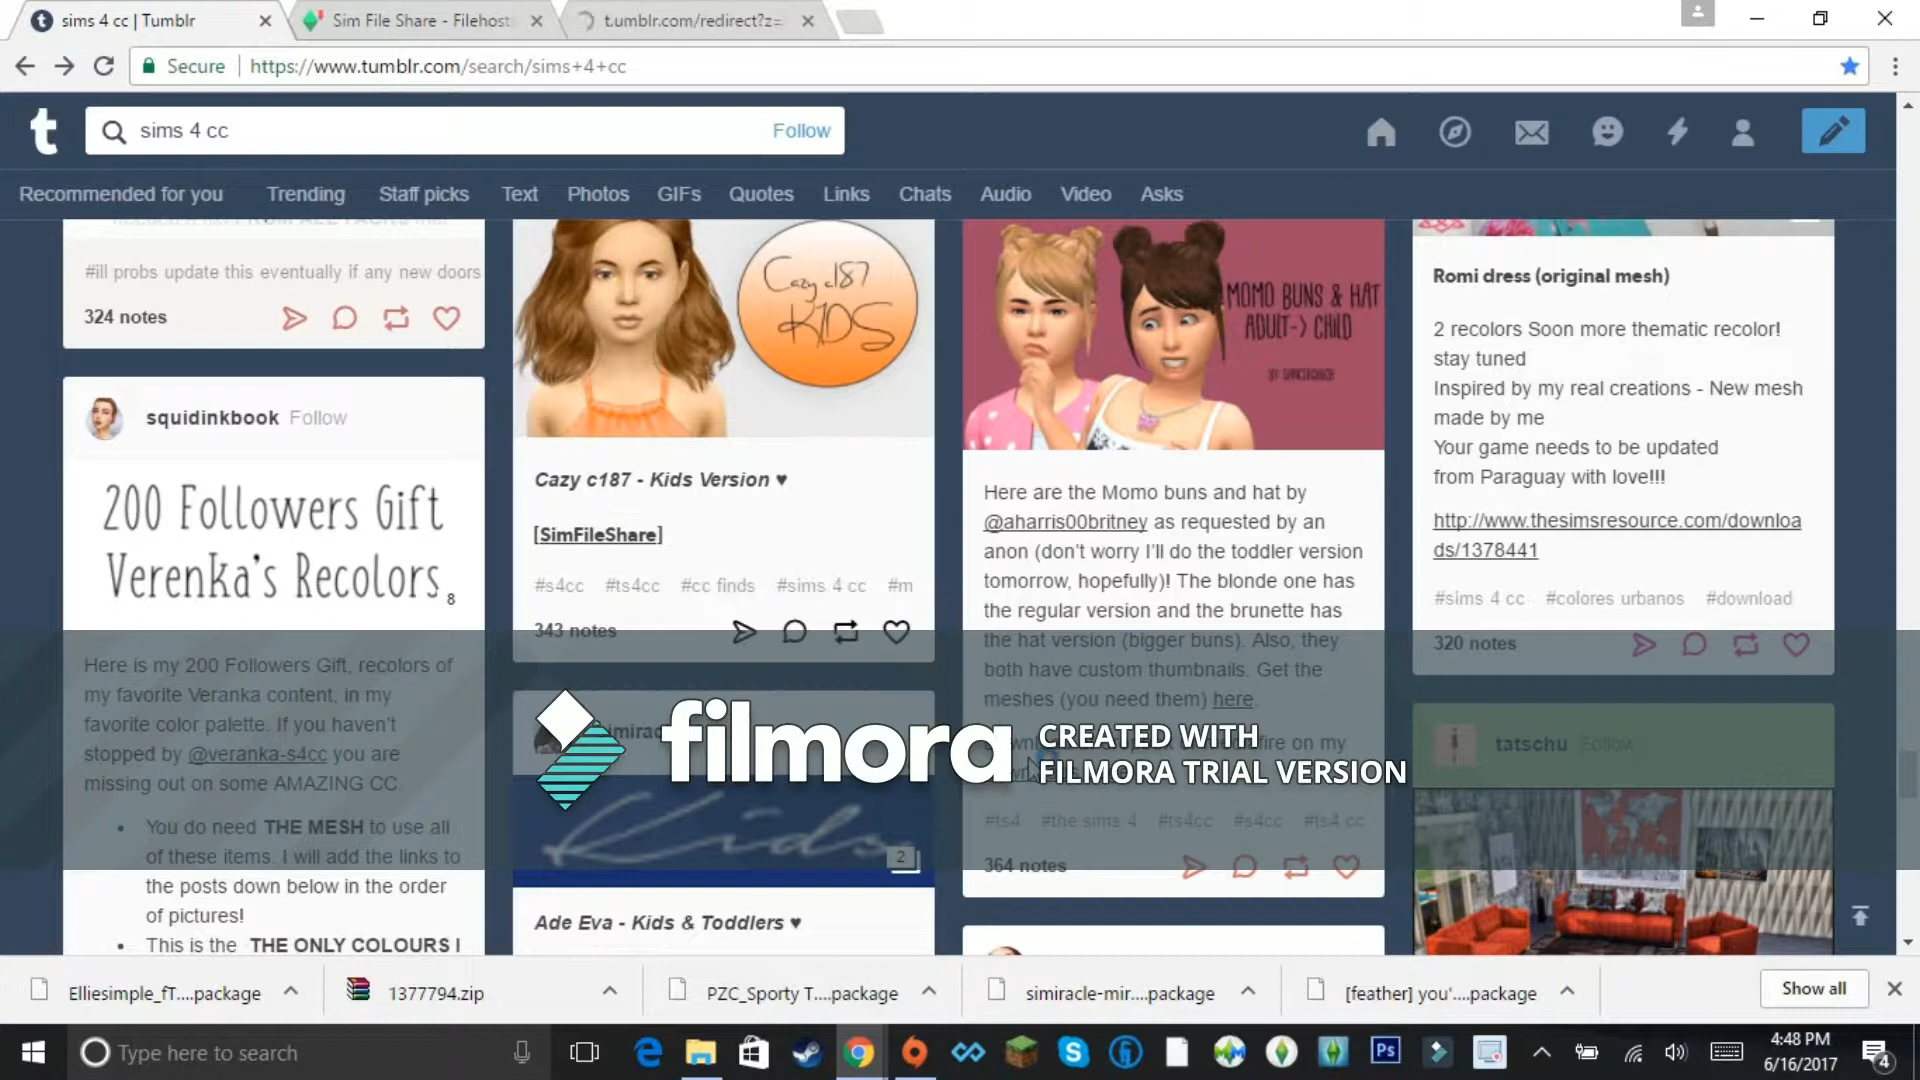 sims 4 cc | Tumblr
Sim File Share - Filehost
t.umblr.com/redirect?z=
Secure
https://www.tumblr.com/search/sims+4+cc
sims 4 cc
Follow
Recommended for you Trending Staff picks Text Photos GIFs Quotes Links Chats Audio Video Asks
#ill probs update this eventually if any new doors
324 notes
squidinkbook Follow
200 Followers Gift
Verenka's Recolors
8
Here is my 200 Followers Gift, recolors of
my favorite Veranka content, in my
favorite color palette. If you haven't
stopped by @veranka-s4cc you are
missing out on some AMAZING CC.
• You do need THE MESH to use all
of these items. I will add the links to
the posts down below in the order
of pictures!
• This is the THE ONLY COLOURS I
Cazy c187
KIDS
Cazy c187 - Kids Version ♥
[SimFileShare]
#s4cc #ts4cc #cc finds #sims 4 cc #m
343 notes
Kids
2
Ade Eva - Kids & Toddlers ♥
MOMO BUNS & HAT
ADULT-> CHILD
Here are the Momo buns and hat by
@aharris00britney as requested by an
anon (don't worry I'll do the toddler version
tomorrow, hopefully)! The blonde one has
the regular version and the brunette has
the hat version (bigger buns). Also, they
both have custom thumbnails. Get the
meshes (you need them) here.
fire on my
#ts4 #the sims 4 #ts4cc #s4cc #ts4 cc
364 notes
Romi dress (original mesh)
2 recolors Soon more thematic recolor!
stay tuned
Inspired by my real creations - New mesh
made by me
Your game needs to be updated
from Paraguay with love!!!
http://www.thesimsresource.com/downloa
ds/1378441
#sims 4 cc #colores urbanos #download
320 notes
tatschu Follow
filmora
CREATED WITH
FILMORA TRIAL VERSION
Elliesimple_fT....package
1377794.zip
PZC_Sporty T....package
simiracle-mir....package
[feather] you'....package
Show all
Type here to search
Ps
4:48 PM
6/16/2017
4